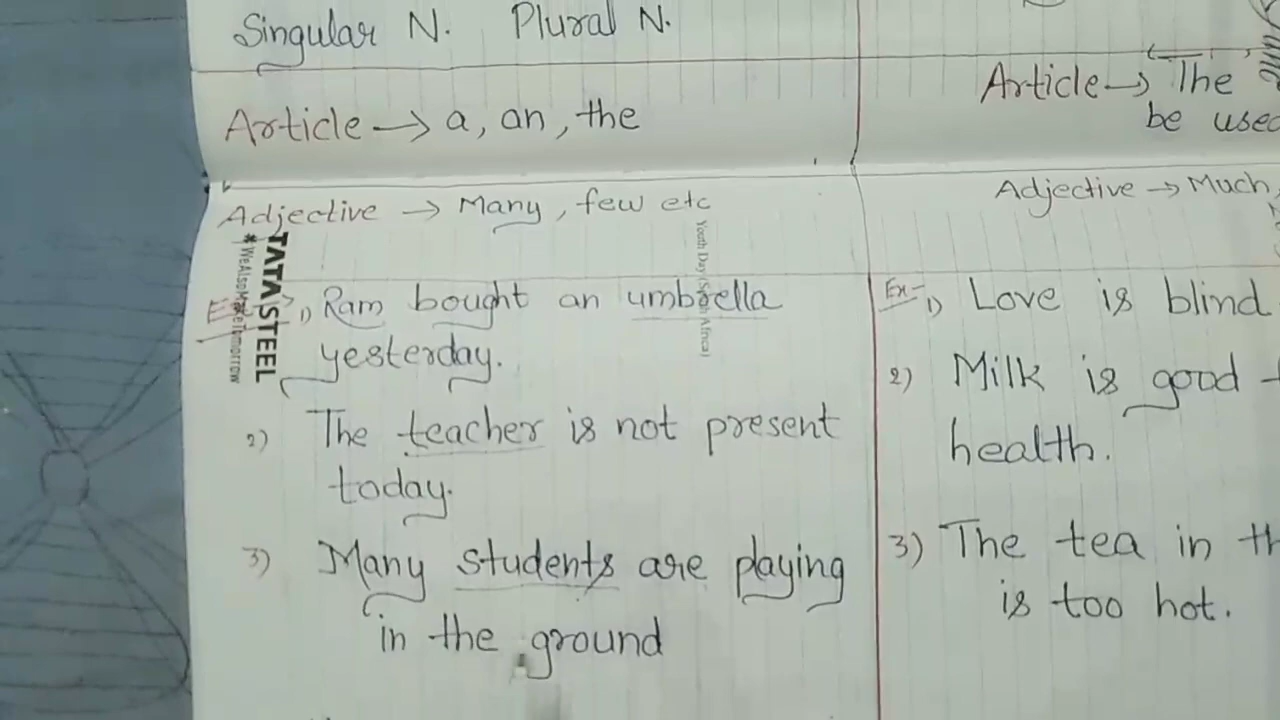 Singular N. Plural N.
Article → a, an, the
Adjective → Many, few etc
Ex- 1) Ram bought an umbrella
yesterday.
2) The teacher is not present
today.
3) Many students are playing
in the ground
TATA STEEL
#WeAlsoMakeTomorrow
Youth Day (South Africa)
Article → The
be used
Adjective → Much,
Ex- 1) Love is blind
2) Milk is good
health.
3) The tea in th
is too hot.